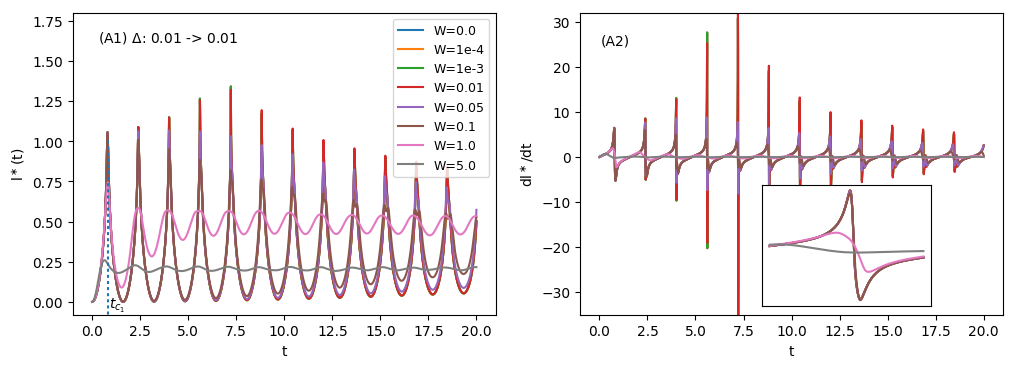 (A1) Δ: 0.01 -> 0.01
W=0.0
W=1e-4
W=1e-3
W=0.01
W=0.05
W=0.1
W=1.0
W=5.0
1.75
1.50
1.25
1.00
0.75
0.50
0.25
0.00
I*(t)
t_{c_1}
0.0 2.5 5.0 7.5 10.0 12.5 15.0 17.5 20.0
t
(A2)
30
20
10
0
−10
−20
−30
dI*/dt
0.0 2.5 5.0 7.5 10.0 12.5 15.0 17.5 20.0
t